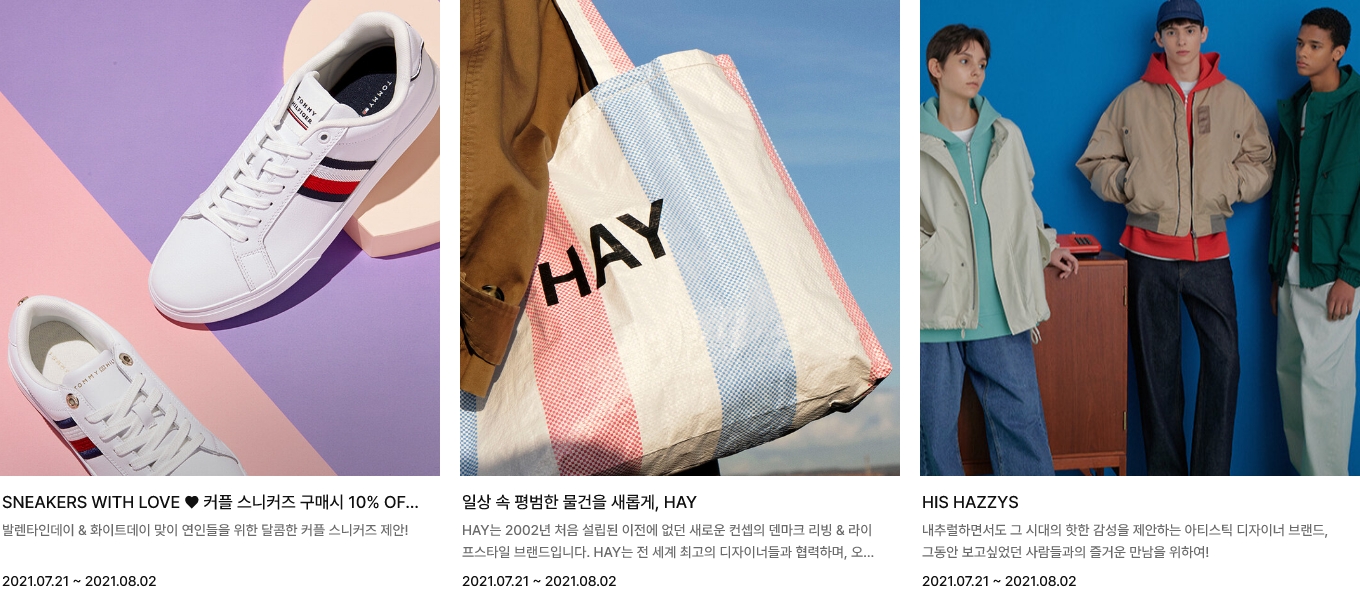 TOMMY
HILFIGER
TOMMY
TOMMY HIL
HAY
SNEAKERS WITH LOVE ♥ 커플 스니커즈 구매시 10% OF...
발렌타인데이 & 화이트데이 맞이 연인들을 위한 달콤한 커플 스니커즈 제안!
2021.07.21 ~ 2021.08.02
일상 속 평범한 물건을 새롭게, HAY
HAY는 2002년 처음 설립된 이전에 없던 새로운 컨셉의 덴마크 리빙 & 라이
프스타일 브랜드입니다. HAY는 전 세계 최고의 디자이너들과 협력하며, 오...
2021.07.21 ~ 2021.08.02
HIS HAZZYS
내추럴하면서도 그 시대의 핫한 감성을 제안하는 아티스틱 디자이너 브랜드,
그동안 보고싶었던 사람들과의 즐거운 만남을 위하여!
2021.07.21 ~ 2021.08.02